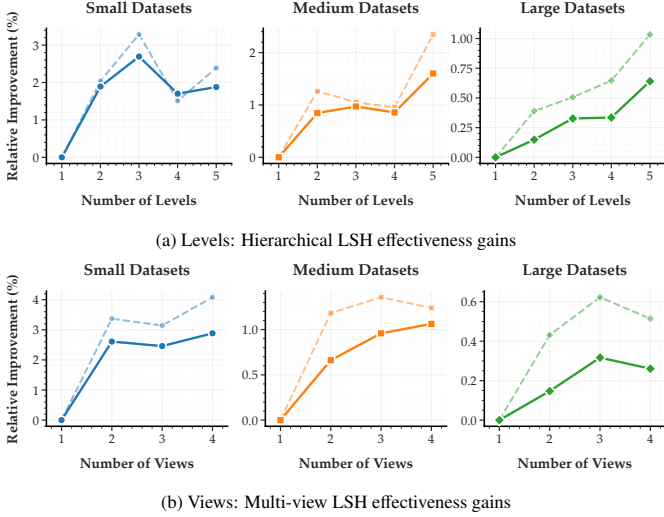 Small Datasets
Medium Datasets
Large Datasets
Relative Improvement (%)
3
2
1
0
1 2 3 4 5
Number of Levels
2
1
0
1 2 3 4 5
Number of Levels
1.00
0.75
0.50
0.25
0.00
1 2 3 4 5
Number of Levels
(a) Levels: Hierarchical LSH effectiveness gains
Small Datasets
Medium Datasets
Large Datasets
Relative Improvement (%)
4
3
2
1
0
1 2 3 4
Number of Views
1.0
0.5
0.0
1 2 3 4
Number of Views
0.6
0.4
0.2
0.0
1 2 3 4
Number of Views
(b) Views: Multi-view LSH effectiveness gains